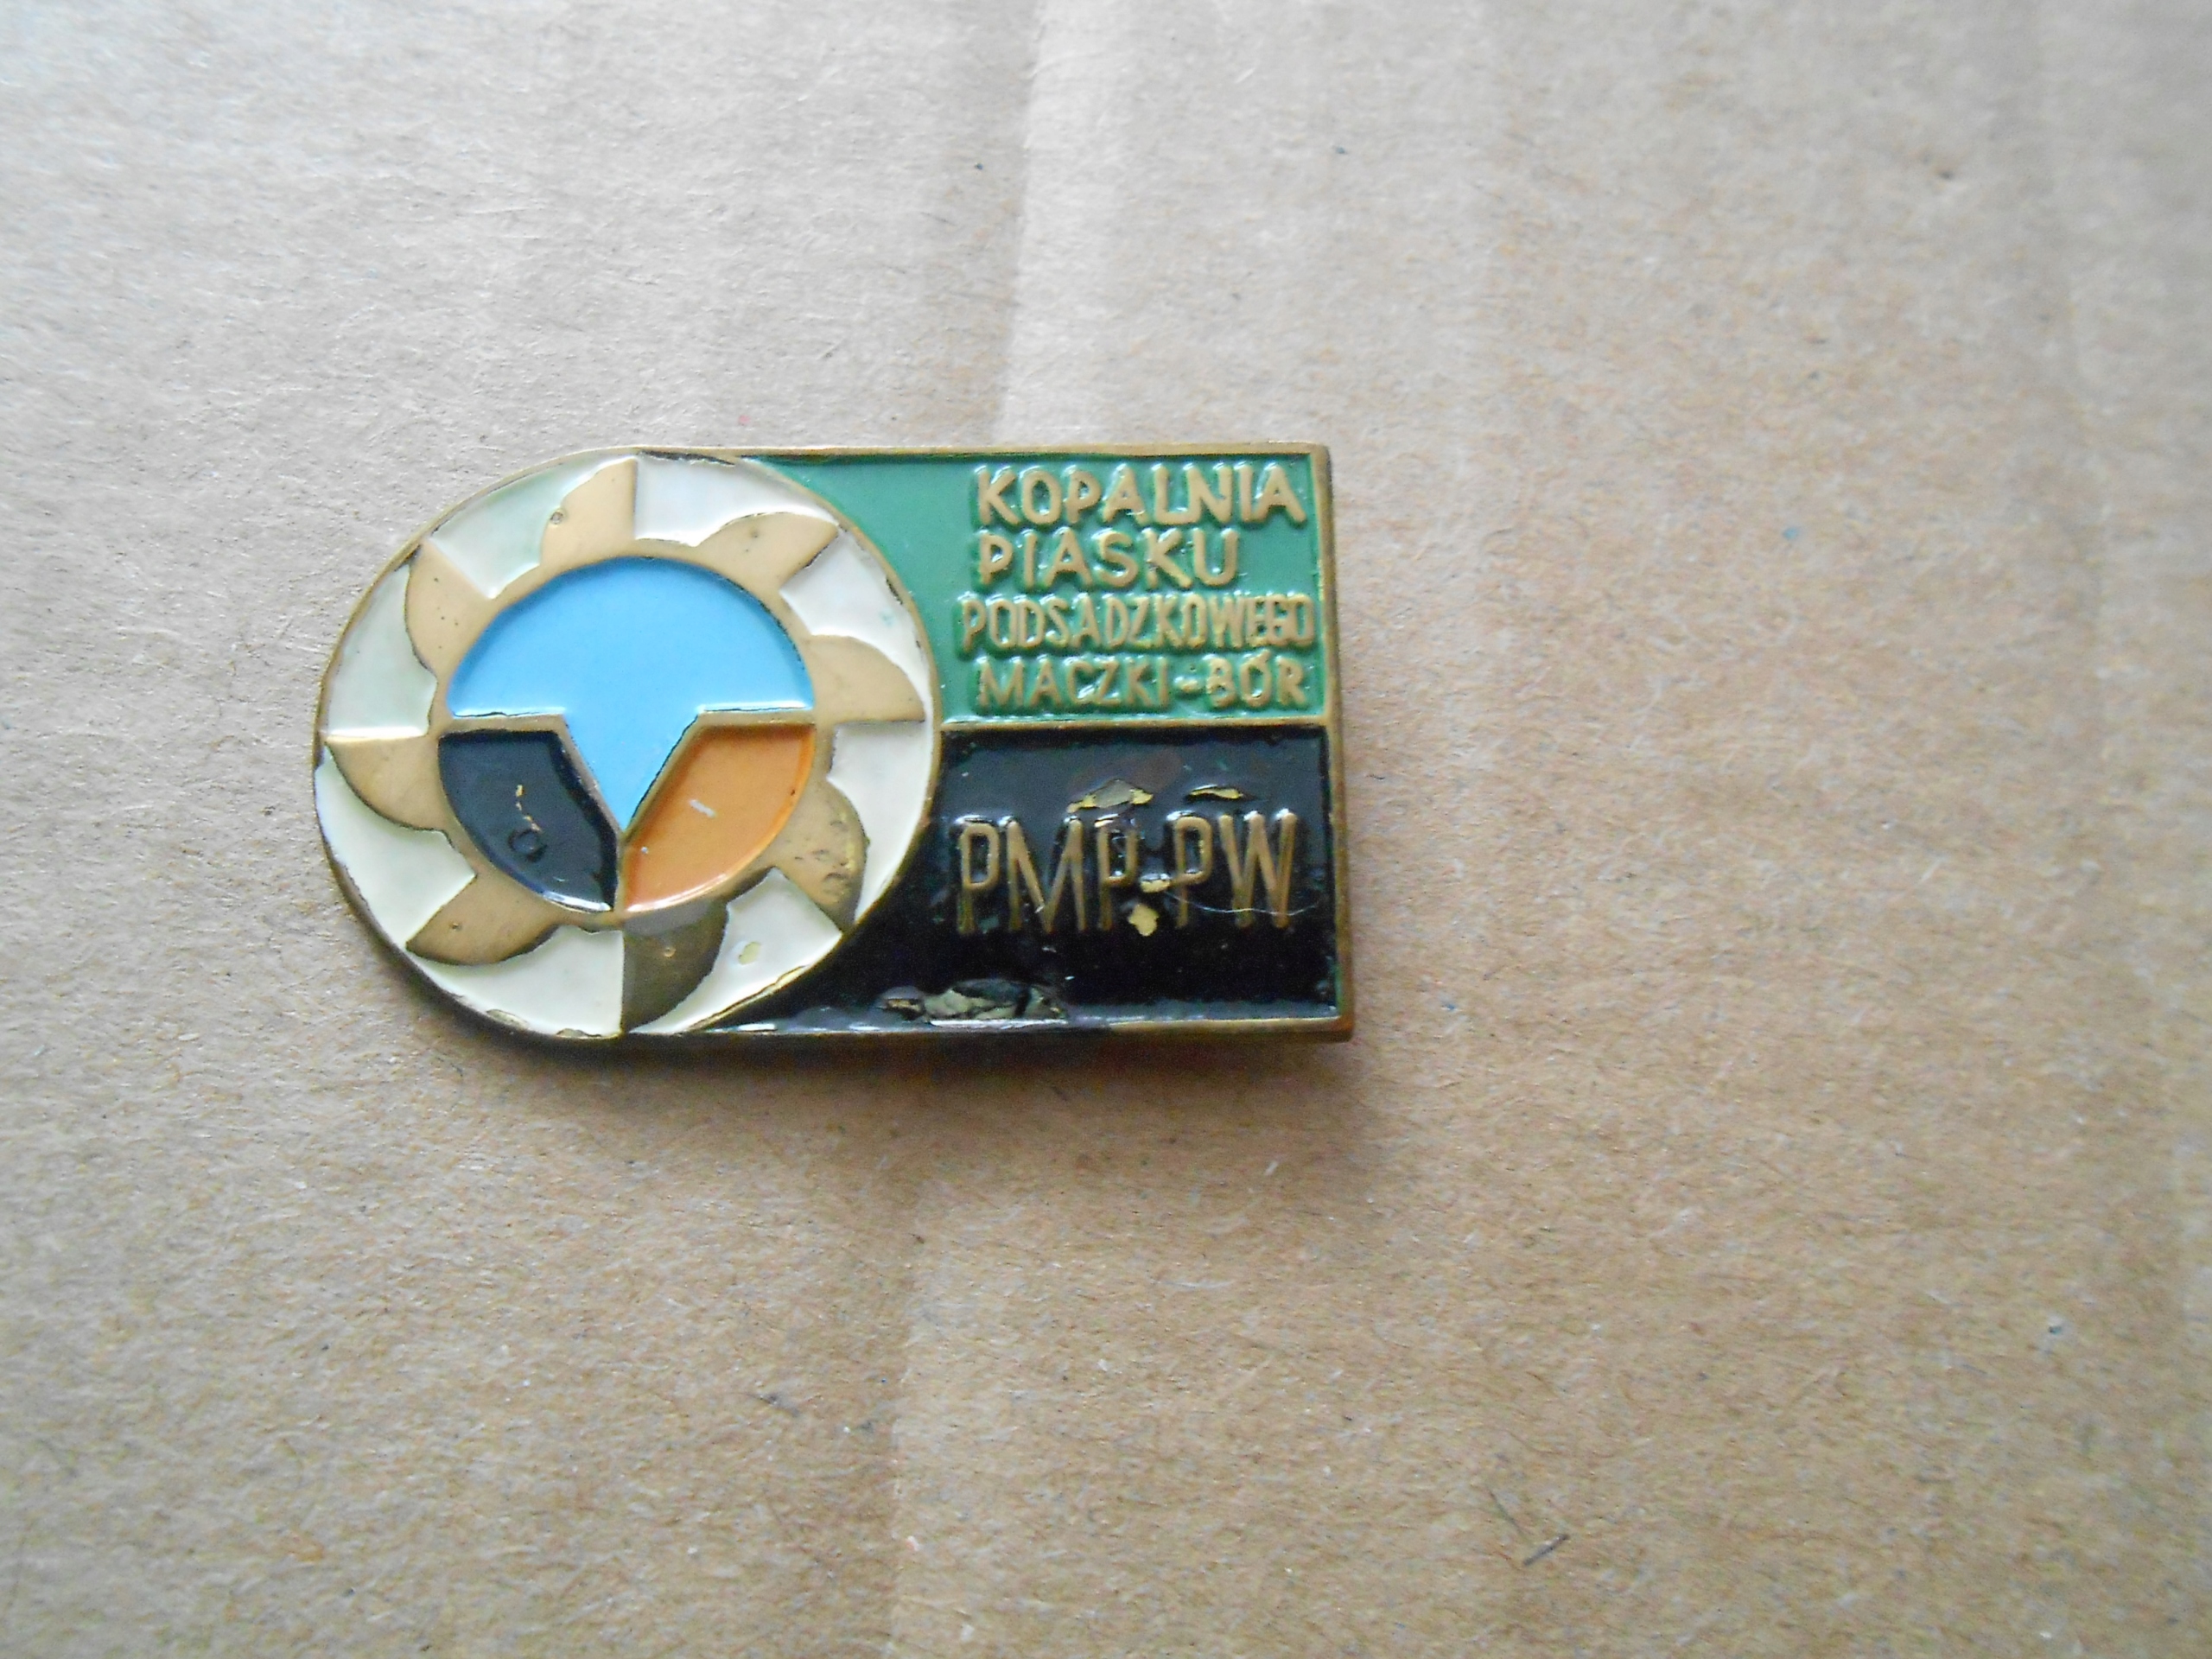 KOPALNIA
PIASKU
PODSADZKOWEGO
MACZKI-BÓR
PMP.PW